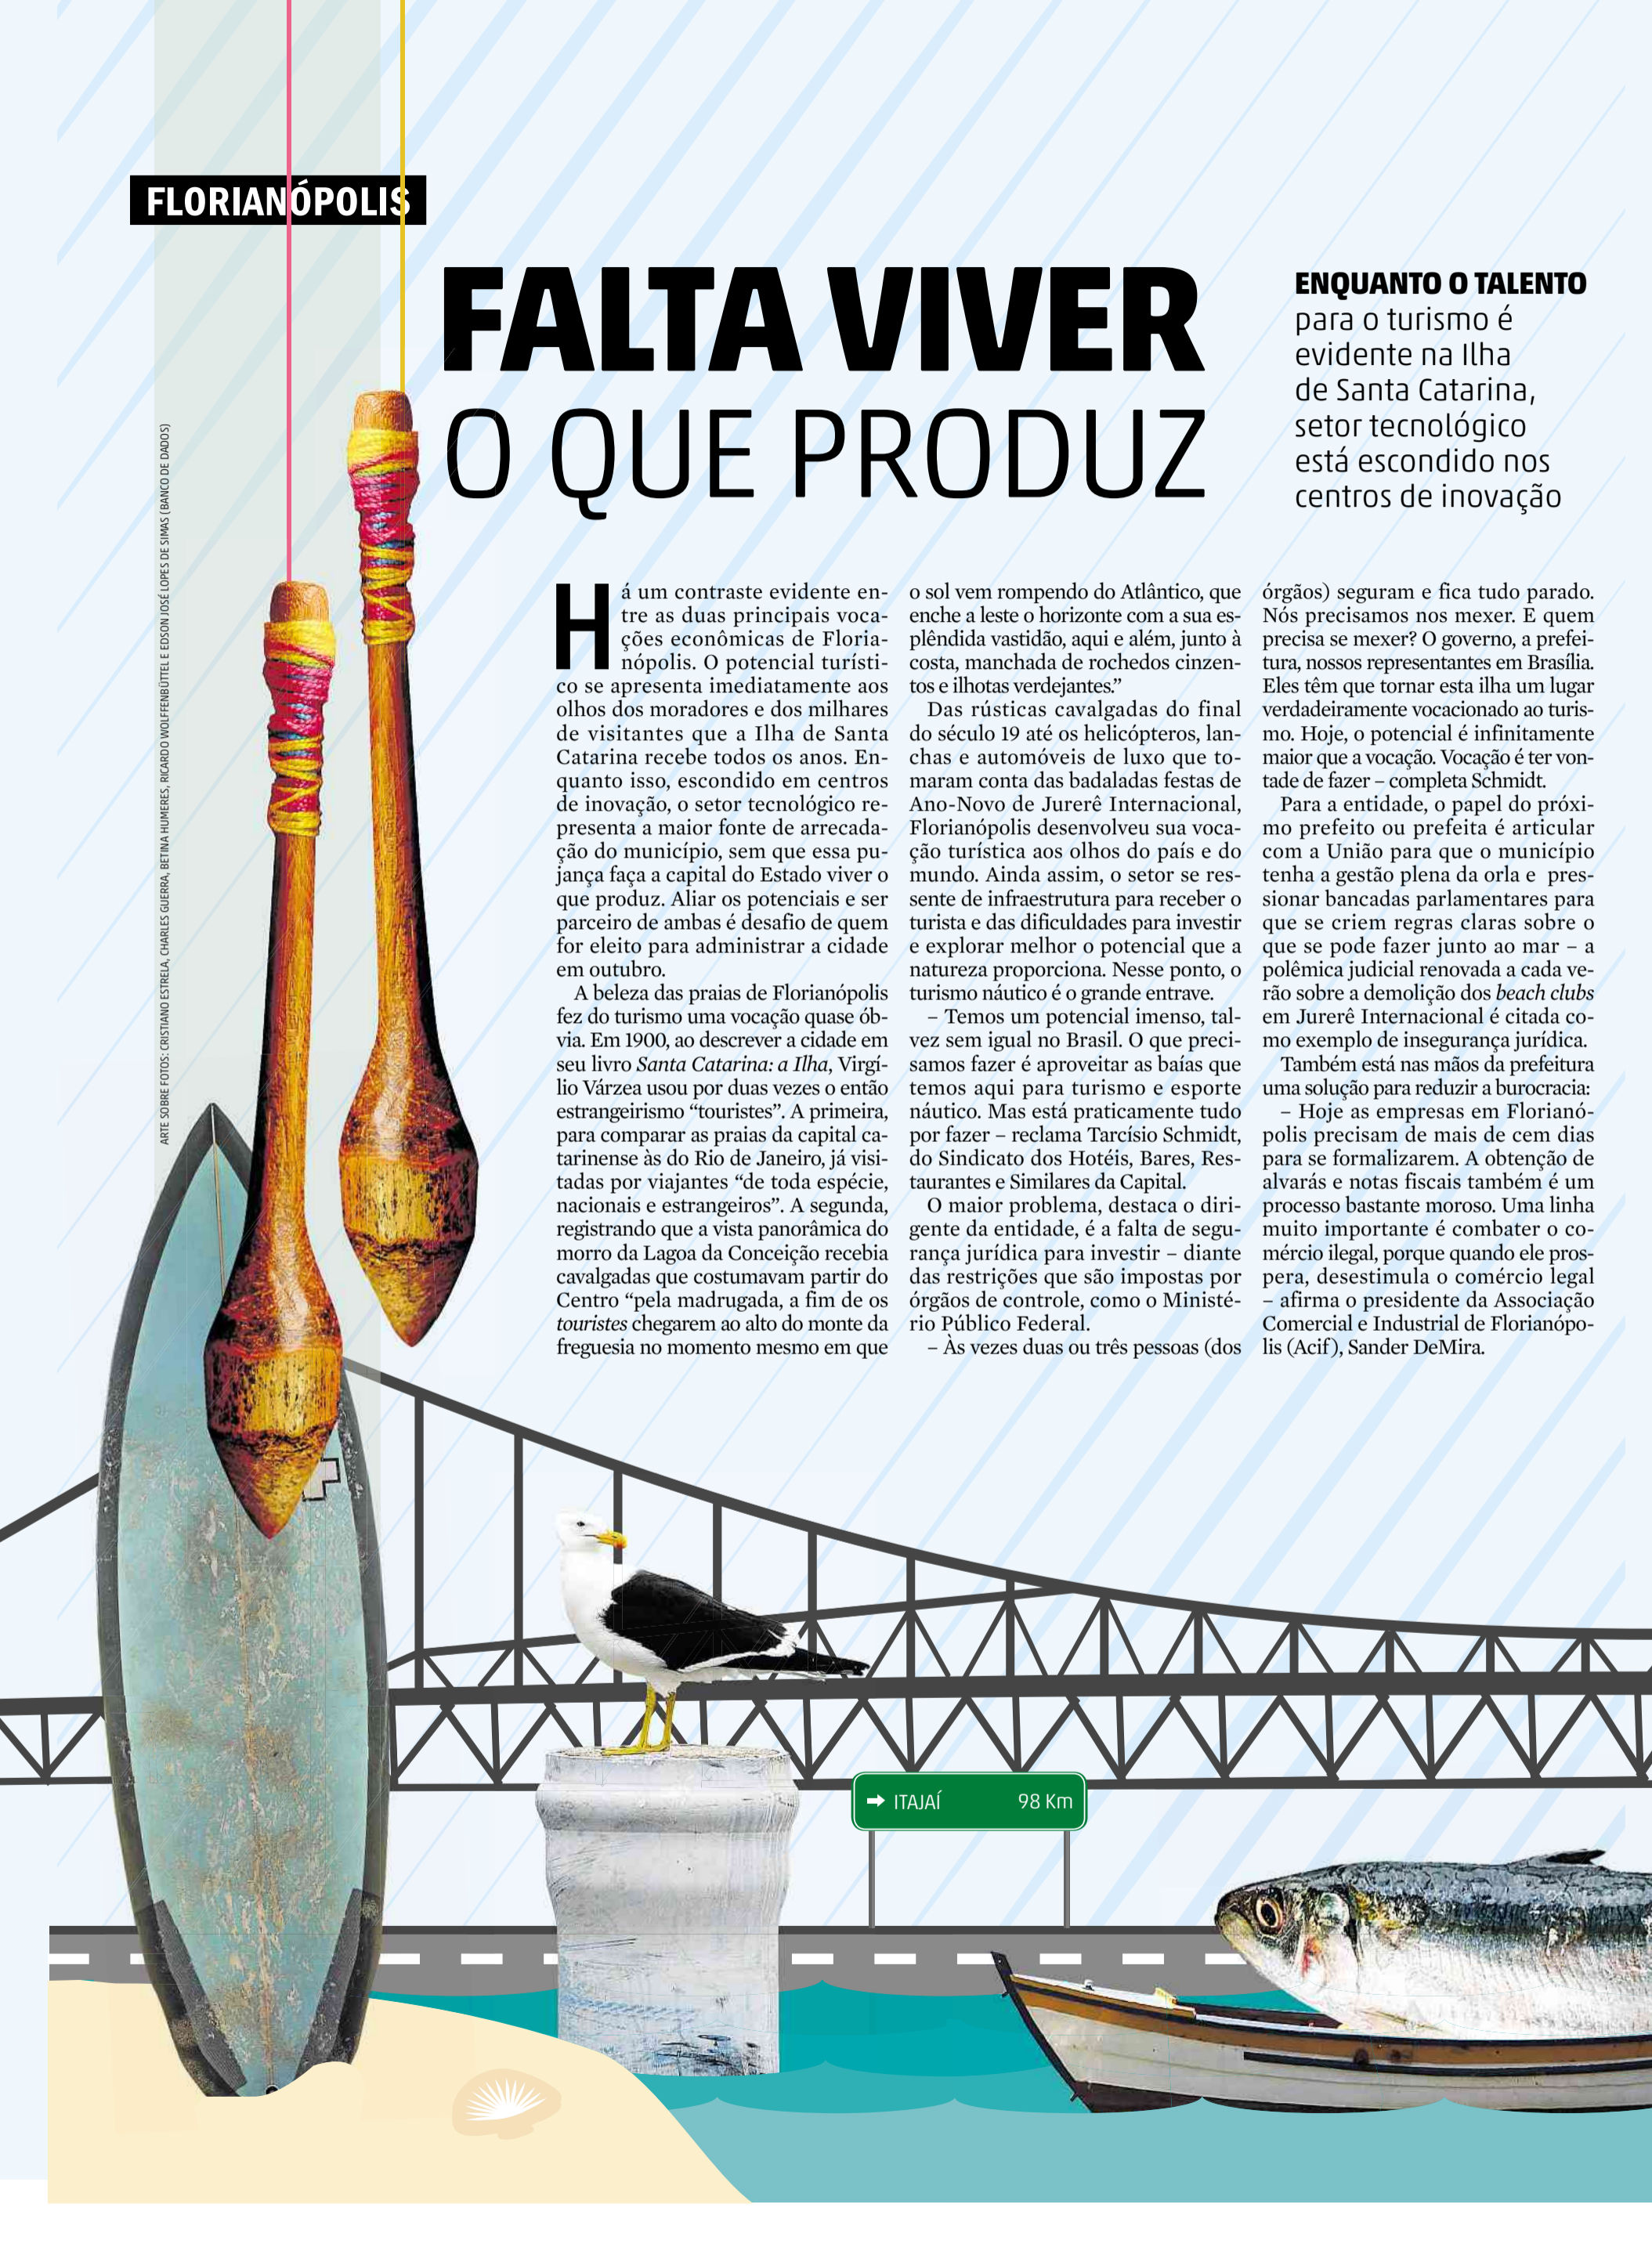 FLORIANÓPOLIS
FALTA VIVER
O QUE PRODUZ
ENQUANTO O TALENTO
para o turismo é
evidente na Ilha
de Santa Catarina,
setor tecnológico
está escondido nos
centros de inovação
ARTE SOBRE FOTOS: CRISTIANO ESTRELA, CHARLES GUERRA, BETINA HUMERES, RICARDO WOLFFENBÜTTEL E EDSON JOSÉ LOPES DE SIMAS (BANCO DE DADOS)
Há um contraste evidente en-
tre as duas principais voca-
ções econômicas de Floria-
nópolis. O potencial turísti-
co se apresenta imediatamente aos
olhos dos moradores e dos milhares
de visitantes que a Ilha de Santa
Catarina recebe todos os anos. En-
quanto isso, escondido em centros
de inovação, o setor tecnológico re-
presenta a maior fonte de arrecada-
ção do município, sem que essa pu-
jança faça a capital do Estado viver o
que produz. Aliar os potenciais e ser
parceiro de ambas é desafio de quem
for eleito para administrar a cidade
em outubro.
A beleza das praias de Florianópolis
fez do turismo uma vocação quase ób-
via. Em 1900, ao descrever a cidade em
seu livro Santa Catarina: a Ilha, Virgí-
lio Várzea usou por duas vezes o então
estrangeirismo “touristes”. A primeira,
para comparar as praias da capital ca-
tarinense às do Rio de Janeiro, já visi-
tadas por viajantes “de toda espécie,
nacionais e estrangeiros”. A segunda,
registrando que a vista panorâmica do
morro da Lagoa da Conceição recebia
cavalgadas que costumavam partir do
Centro “pela madrugada, a fim de os
touristes chegarem ao alto do monte da
freguesia no momento mesmo em que
o sol vem rompendo do Atlântico, que
enche a leste o horizonte com a sua es-
plêndida vastidão, aqui e além, junto à
costa, manchada de rochedos cinzen-
tos e ilhotas verdejantes.”
Das rústicas cavalgadas do final
do século 19 até os helicópteros, lan-
chas e automóveis de luxo que to-
maram conta das badaladas festas de
Ano-Novo de Jurerê Internacional,
Florianópolis desenvolveu sua voca-
ção turística aos olhos do país e do
mundo. Ainda assim, o setor se res-
sente de infraestrutura para receber o
turista e das dificuldades para investir
e explorar melhor o potencial que a
natureza proporciona. Nesse ponto, o
turismo náutico é o grande entrave.
– Temos um potencial imenso, tal-
vez sem igual no Brasil. O que preci-
samos fazer é aproveitar as baías que
temos aqui para turismo e esporte
náutico. Mas está praticamente tudo
por fazer – reclama Tarcísio Schmidt,
do Sindicato dos Hotéis, Bares, Res-
taurantes e Similares da Capital.
O maior problema, destaca o diri-
gente da entidade, é a falta de segu-
rança jurídica para investir – diante
das restrições que são impostas por
órgãos de controle, como o Ministé-
rio Público Federal.
– Às vezes duas ou três pessoas (dos
órgãos) seguram e fica tudo parado.
Nós precisamos nos mexer. E quem
precisa se mexer? O governo, a prefei-
tura, nossos representantes em Brasília.
Eles têm que tornar esta ilha um lugar
verdadeiramente vocacionado ao turis-
mo. Hoje, o potencial é infinitamente
maior que a vocação. Vocação é ter von-
tade de fazer – completa Schmidt.
Para a entidade, o papel do próxi-
mo prefeito ou prefeita é articular
com a União para que o município
tenha a gestão plena da orla e pres-
sionar bancadas parlamentares para
que se criem regras claras sobre o
que se pode fazer junto ao mar – a
polêmica judicial renovada a cada ve-
rão sobre a demolição dos beach clubs
em Jurerê Internacional é citada co-
mo exemplo de insegurança jurídica.
Também está nas mãos da prefeitura
uma solução para reduzir a burocracia:
– Hoje as empresas em Florianó-
polis precisam de mais de cem dias
para se formalizarem. A obtenção de
alvarás e notas fiscais também é um
processo bastante moroso. Uma linha
muito importante é combater o co-
mércio ilegal, porque quando ele pros-
pera, desestimula o comércio legal
– afirma o presidente da Associação
Comercial e Industrial de Florianópo-
lis (Acif), Sander DeMira.
ITAJAÍ 98 Km